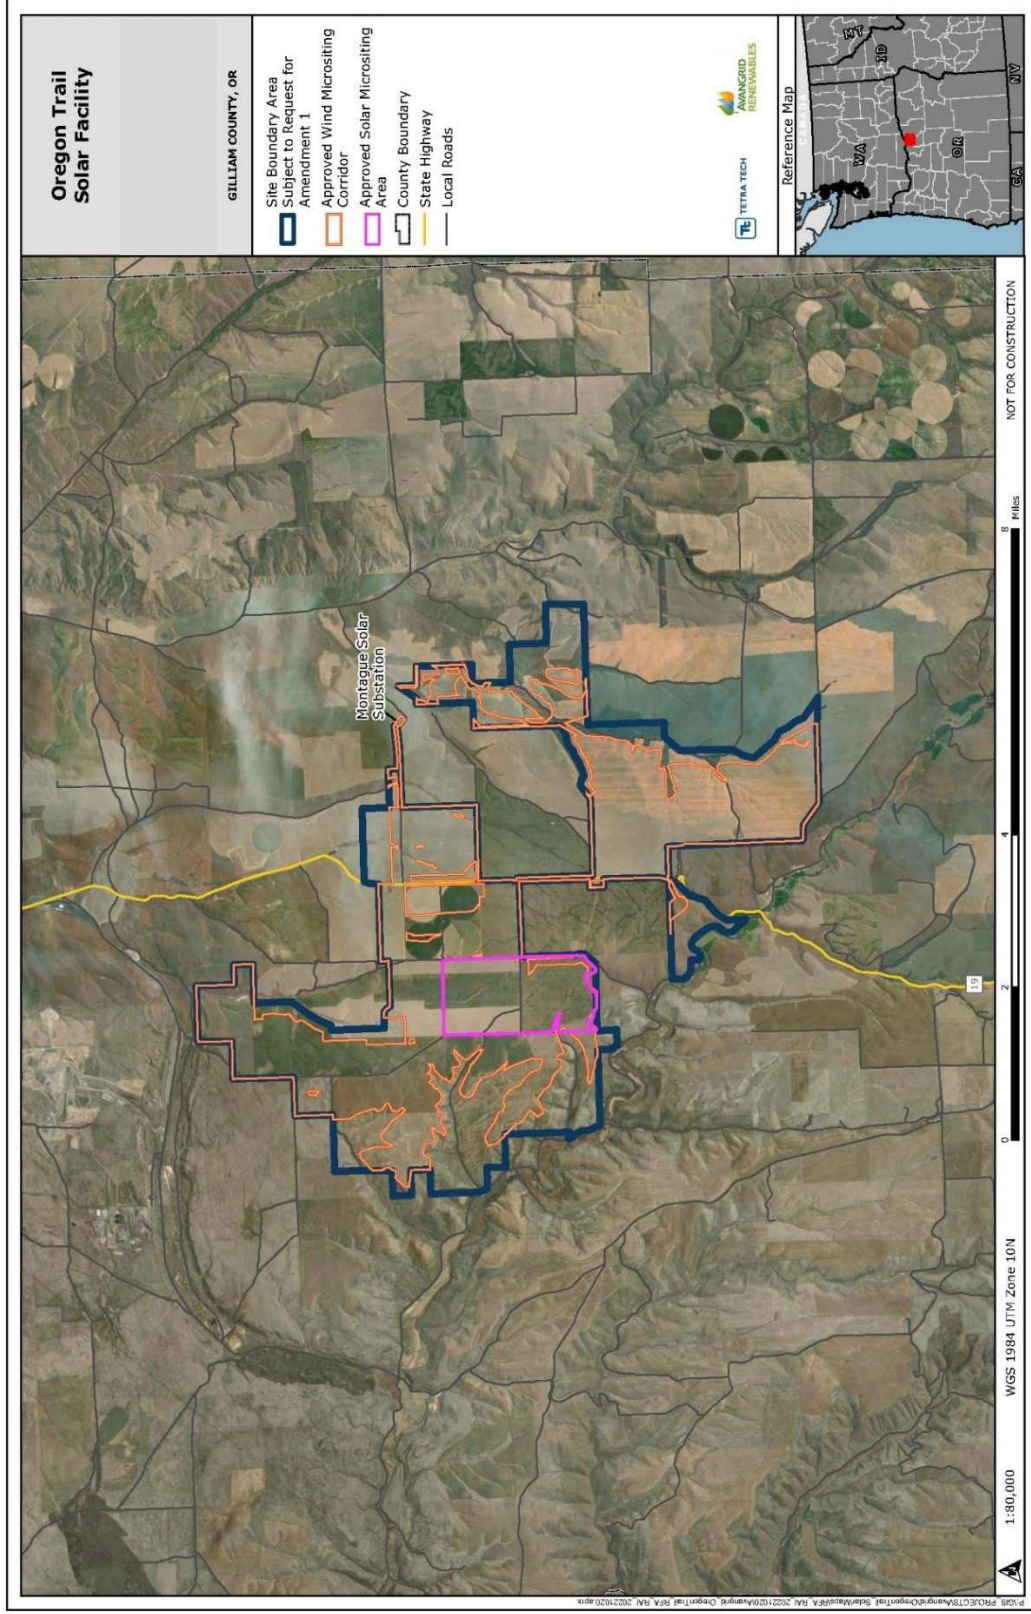 Oregon Trail
Solar Facility
GILLIAM COUNTY, OR
Site Boundary Area
Subject to Request for
Amendment 1
Approved Wind Micrositing
Corridor
Approved Solar Micrositing
Area
County Boundary
State Highway
Local Roads
TETRA TECH
AVANGRID
RENEWABLES
Reference Map
CANADA
WA
MT
ID
OR
CA
NV
Montague Solar
Substation
19
1:80,000
WGS 1984 UTM Zone 10N
0
2
4
8
Miles
NOT FOR CONSTRUCTION